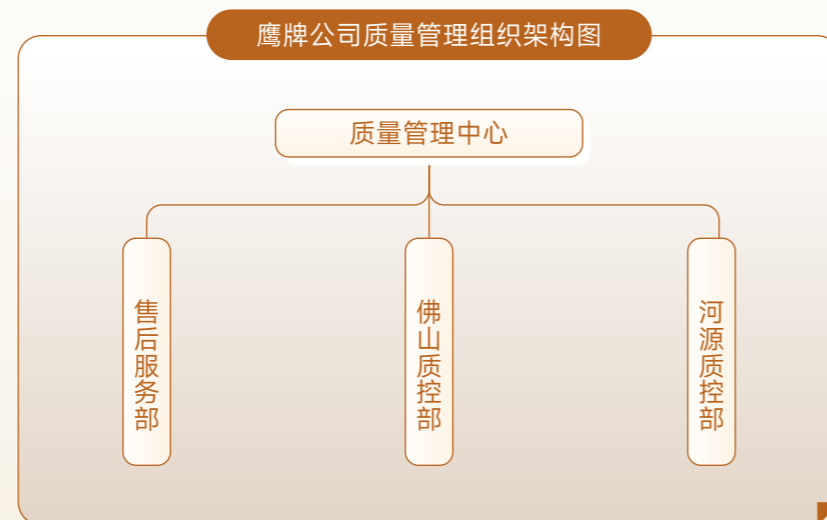 鹰牌公司质量管理组织架构图
质量管理中心
售后服务部
佛山质控部
河源质控部